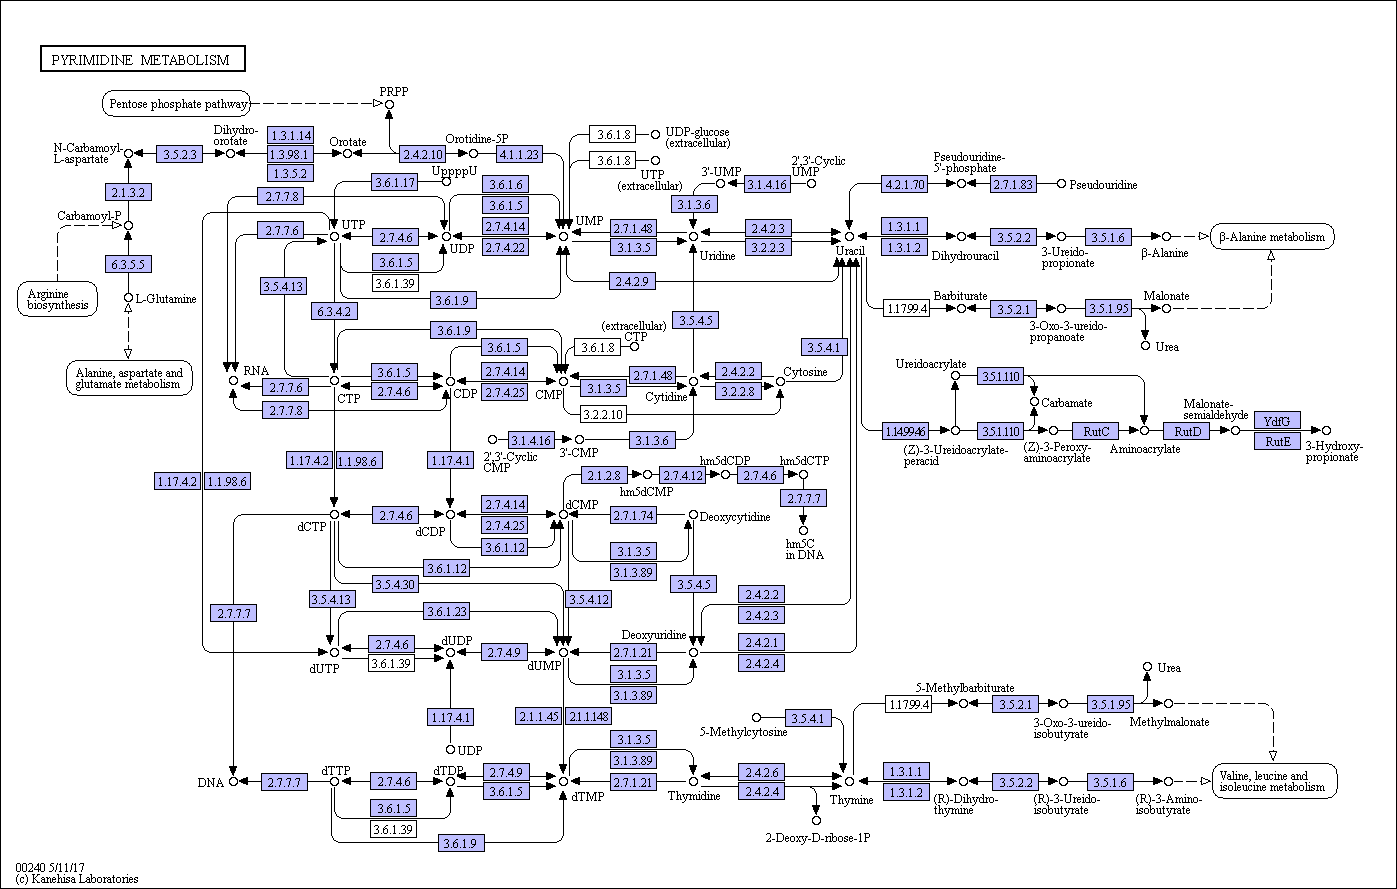 PYRIMIDINE METABOLISM
Pentose phosphate pathway
PRPP
N-Carbamoyl-
L-aspartate
3.5.2.3
Dihydro-
orotate
1.3.1.14
1.3.98.1
1.3.5.2
Orotate
2.4.2.10
Orotidine-5P
4.1.1.23
3.6.1.8
UDP-glucose
(extracellular)
3.6.1.8
UTP
(extracellular)
3'-UMP
3.1.4.16
2',3'-Cyclic
UMP
3.1.3.6
4.2.1.70
Pseudouridine-
5'-phosphate
2.7.1.83
Pseudouridine
2.1.3.2
Carbamoyl-P
6.3.5.5
L-Glutamine
Arginine
biosynthesis
Alanine, aspartate and
glutamate metabolism
UppppU
3.6.1.17
2.7.7.8
3.6.1.6
3.6.1.5
2.7.7.6
UTP
2.7.4.6
UDP
2.7.4.14
2.7.4.22
UMP
2.7.1.48
3.1.3.5
Uridine
2.4.2.3
3.2.2.3
Uracil
1.3.1.1
1.3.1.2
Dihydrouracil
3.5.2.2
3-Ureido-
propionate
3.5.1.6
β-Alanine
β-Alanine metabolism
3.6.1.5
3.6.1.39
3.5.4.13
3.6.1.9
2.4.2.9
6.3.4.2
1.1799.4
Barbiturate
3.5.2.1
3-Oxo-3-ureido-
propanoate
3.5.1.95
Malonate
Urea
3.6.1.9
3.6.1.5
(extracellular)
CTP
3.6.1.8
3.5.4.5
3.5.4.1
RNA
2.7.7.6
2.7.7.8
CTP
3.6.1.5
2.7.4.6
CDP
2.7.4.14
2.7.4.25
CMP
2.7.1.48
3.1.3.5
Cytidine
2.4.2.2
3.2.2.8
Cytosine
3.2.2.10
Ureidoacrylate
3.5.1.110
Carbamate
1.14.99.46
(Z)-3-Ureidoacrylate-
peracid
3.5.1.110
(Z)-3-Peroxy-
aminoacrylate
RutC
Aminoacrylate
RutD
Malonate-
semialdehyde
YdfG
RutE
3-Hydroxy-
propionate
2',3'-Cyclic
CMP
3.1.4.16
3'-CMP
3.1.3.6
1.17.4.2
1.1.98.6
1.17.4.2
1.1.98.6
1.17.4.1
2.1.2.8
hm5dCMP
2.7.4.12
hm5dCDP
2.7.4.6
hm5dCTP
2.7.7.7
hm5C
in DNA
dCTP
2.7.4.6
dCDP
2.7.4.14
2.7.4.25
3.6.1.12
dCMP
2.7.1.74
Deoxycytidine
3.1.3.5
3.1.3.89
3.6.1.12
3.5.4.30
3.5.4.13
3.5.4.12
3.5.4.5
2.7.7.7
3.6.1.23
2.4.2.2
2.4.2.3
2.4.2.1
2.4.2.4
dUTP
2.7.4.6
3.6.1.39
dUDP
2.7.4.9
dUMP
Deoxyuridine
2.7.1.21
3.1.3.5
3.1.3.89
1.17.4.1
UDP
2.1.1.45
2.1.1.148
5-Methylcytosine
3.5.4.1
1.1799.4
5-Methylbarbiturate
3.5.2.1
3-Oxo-3-ureido-
isobutyrate
3.5.1.95
Urea
Methylmalonate
DNA
2.7.7.7
dTTP
2.7.4.6
dTDP
2.7.4.9
3.6.1.5
dTMP
3.1.3.5
3.1.3.89
2.7.1.21
Thymidine
2.4.2.6
2.4.2.4
Thymine
2-Deoxy-D-ribose-1P
1.3.1.1
1.3.1.2
(R)-Dihydro-
thymine
3.5.2.2
(R)-3-Ureido-
isobutyrate
3.5.1.6
(R)-3-Amino-
isobutyrate
Valine, leucine and
isoleucine metabolism
3.6.1.5
3.6.1.39
3.6.1.9
00240 5/11/17
(c) Kanehisa Laboratories